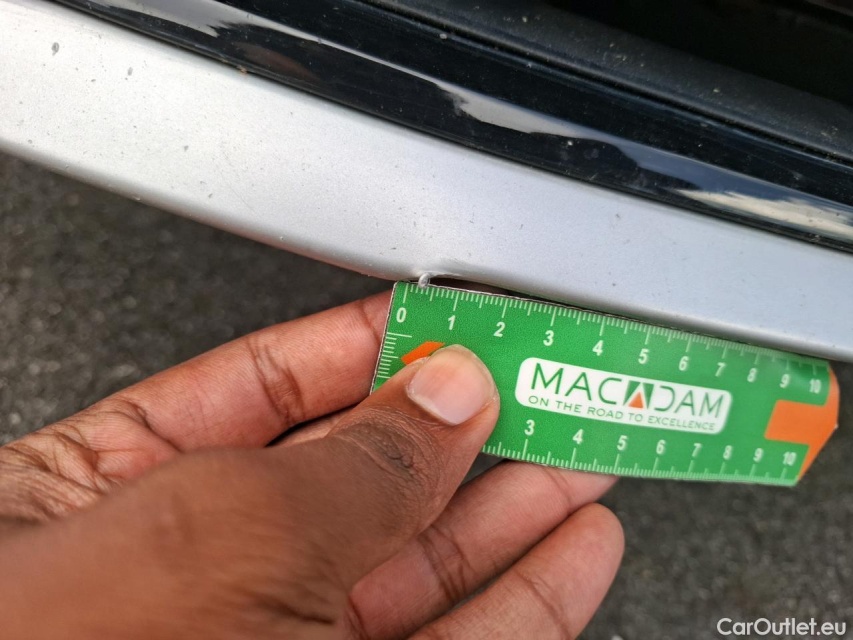 0 1 2 3 4 5 6 7 8 9 10
MACADAM
ON THE ROAD TO EXCELLENCE
3 4 5 6 7 8 9 10
CarOutlet.eu